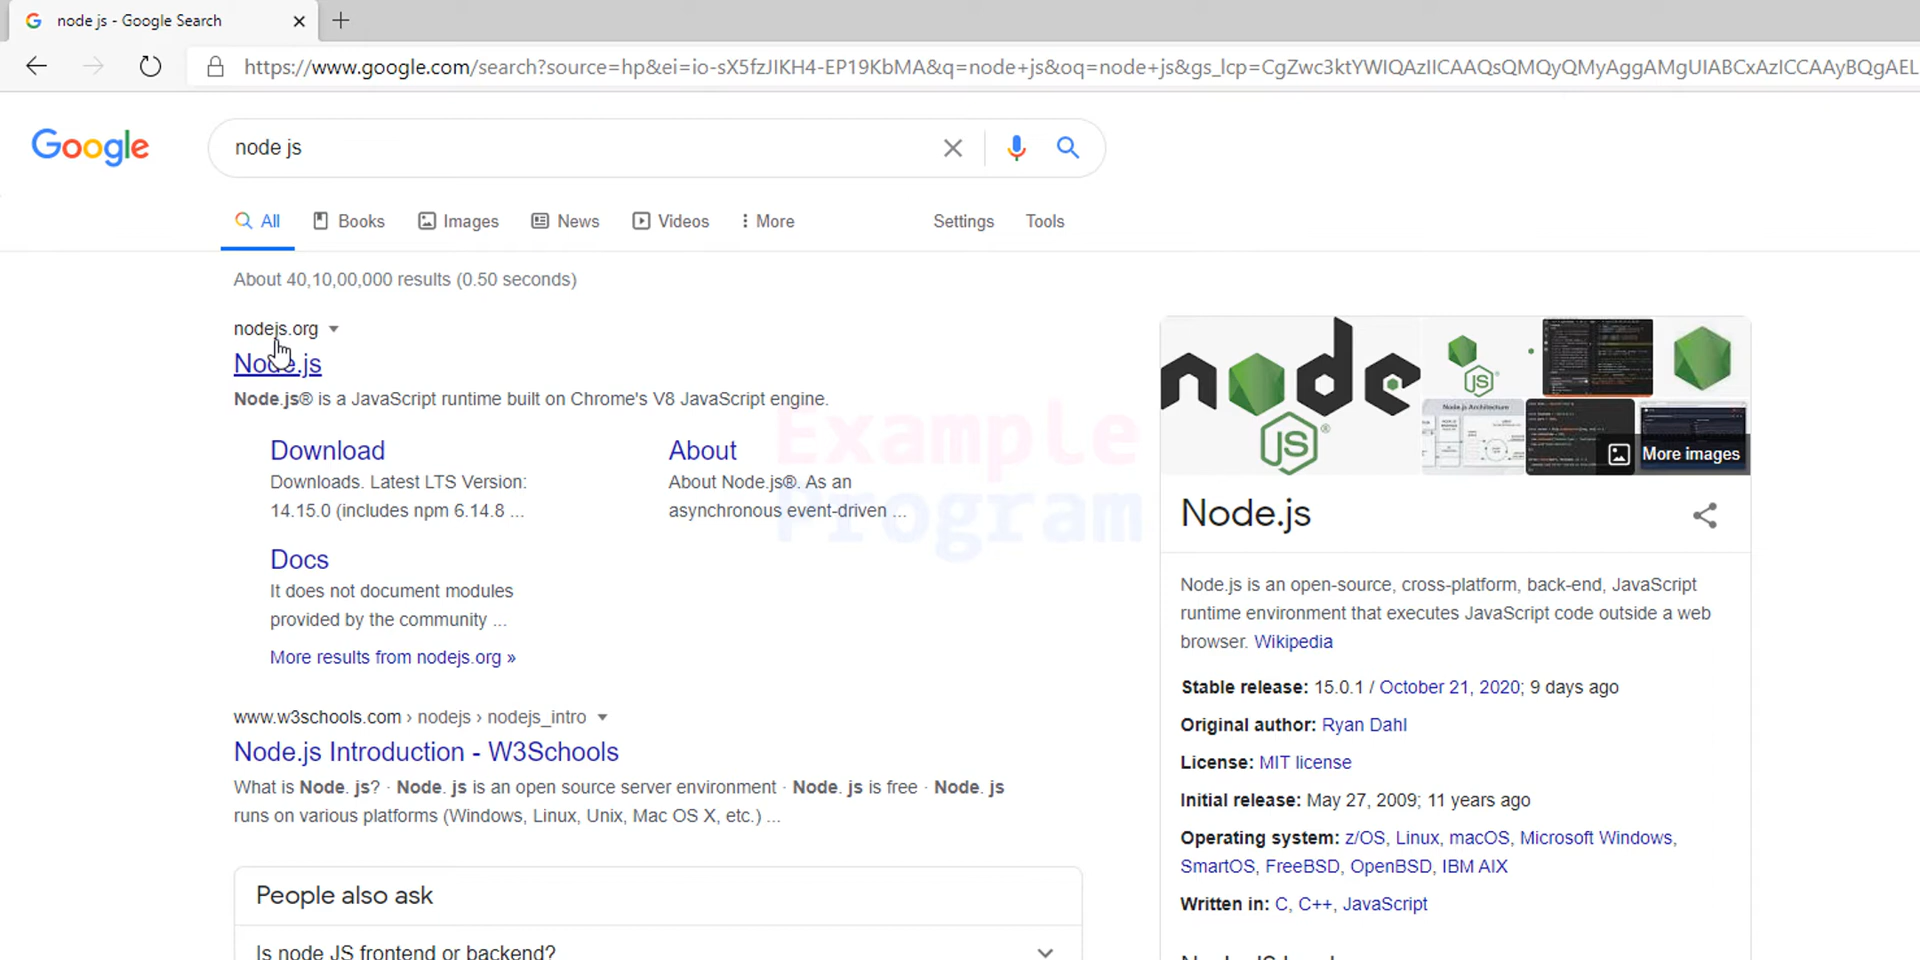 node js - Google Search
https://www.google.com/search?source=hp&ei=io-sX5fzJIKH4-EP19KbMA&q=node+js&oq=node+js&gs_lcp=CgZwc3ktYWIQAzIICAAQsQMQyQMyAggAMgUIABCxAzICCAAyBQgAEL
Google
node js
All
Books
Images
News
Videos
More
Settings
Tools
About 40,10,00,000 results (0.50 seconds)
nodejs.org
Node.js
Node.js® is a JavaScript runtime built on Chrome's V8 JavaScript engine.
Download
Downloads. Latest LTS Version:
14.15.0 (includes npm 6.14.8 ...
About
About Node.js®. As an
asynchronous event-driven ...
Docs
It does not document modules
provided by the community ...
More results from nodejs.org »
www.w3schools.com › nodejs › nodejs_intro
Node.js Introduction - W3Schools
What is Node. js? · Node. js is an open source server environment · Node. js is free · Node. js
runs on various platforms (Windows, Linux, Unix, Mac OS X, etc.) ...
People also ask
Is node JS frontend or backend?
Example
Program
node
JS
JS
Node.js Architecture
More images
Node.js
Node.js is an open-source, cross-platform, back-end, JavaScript
runtime environment that executes JavaScript code outside a web
browser. Wikipedia
Stable release: 15.0.1 / October 21, 2020; 9 days ago
Original author: Ryan Dahl
License: MIT license
Initial release: May 27, 2009; 11 years ago
Operating system: z/OS, Linux, macOS, Microsoft Windows,
SmartOS, FreeBSD, OpenBSD, IBM AIX
Written in: C, C++, JavaScript